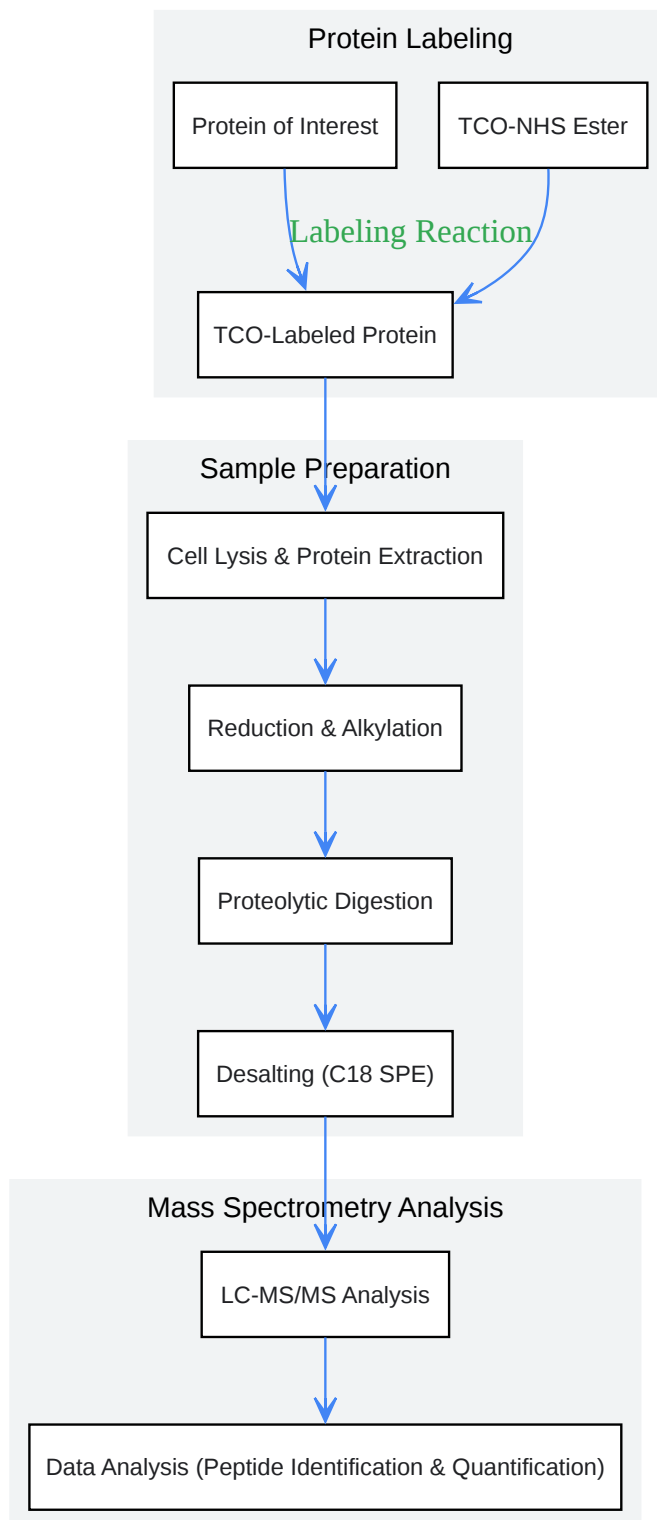 Protein Labeling
Protein of Interest
TCO-NHS Ester
Labeling Reaction
TCO-Labeled Protein
Sample Preparation
Cell Lysis & Protein Extraction
Reduction & Alkylation
Proteolytic Digestion
Desalting (C18 SPE)
Mass Spectrometry Analysis
LC-MS/MS Analysis
Data Analysis (Peptide Identification & Quantification)